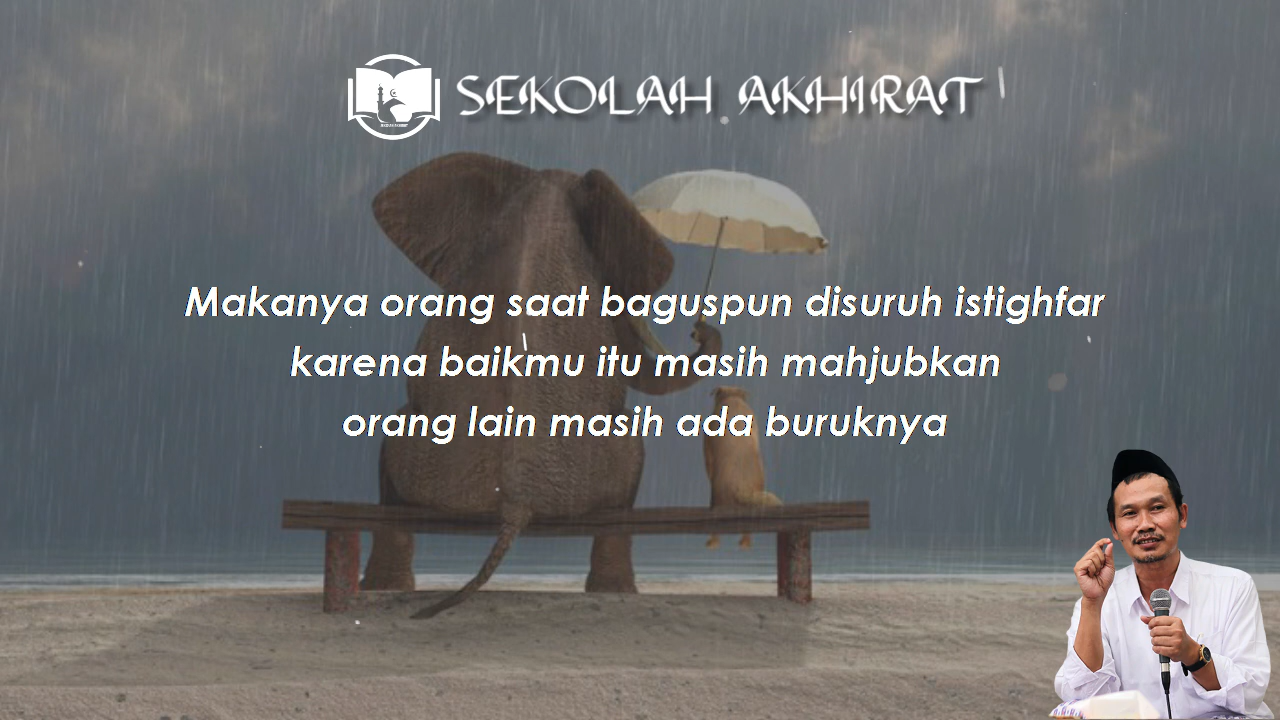 SEKOLAH AKHIRAT
Makanya orang saat baguspun disuruh istighfar
karena baikmu itu masih mahjubkan
orang lain masih ada buruknya